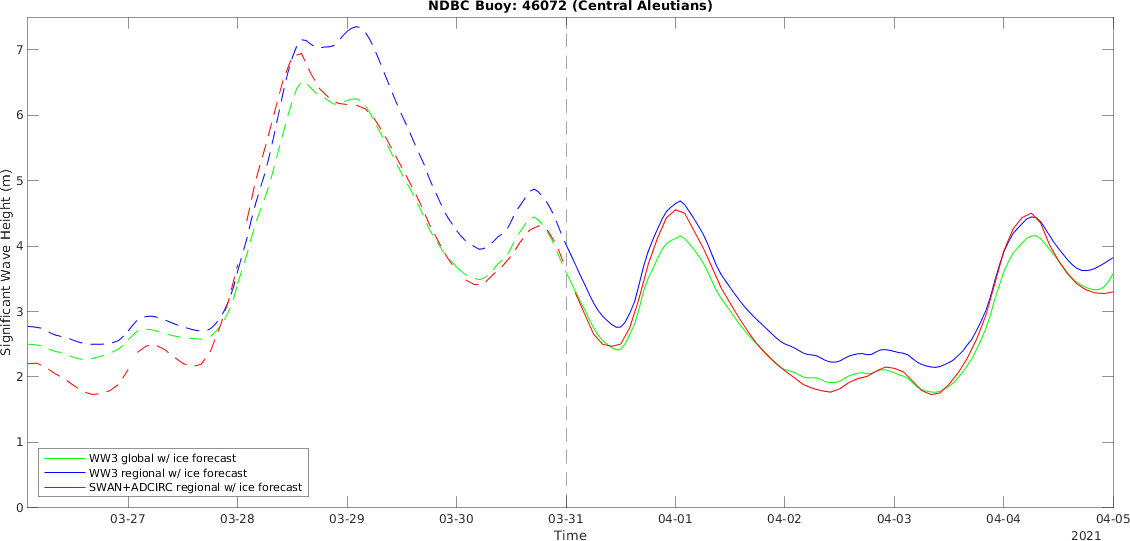 NDBC Buoy: 46072 (Central Aleutians)
Significant Wave Height (m)
7
6
5
4
3
2
1
0
WW3 global w/ ice forecast
WW3 regional w/ ice forecast
SWAN+ADCIRC regional w/ ice forecast
03-27 03-28 03-29 03-30 03-31 04-01 04-02 04-03 04-04 04-05
Time
2021